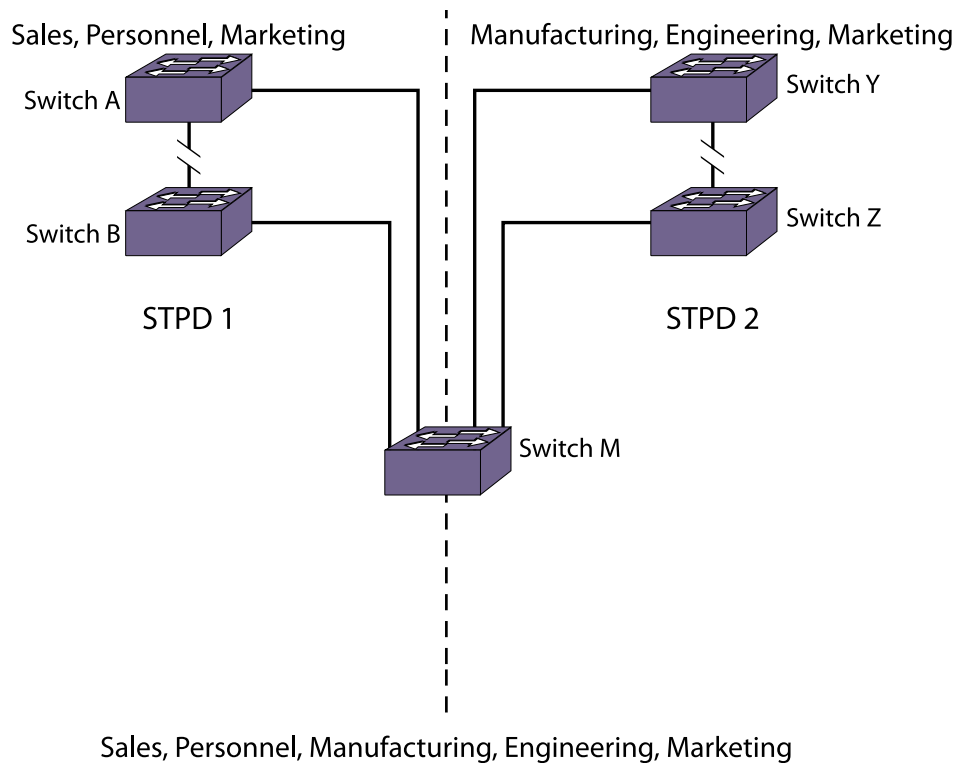 Sales, Personnel, Marketing
Manufacturing, Engineering, Marketing
Switch A
Switch Y
Switch B
Switch Z
STPD 1
STPD 2
Switch M
Sales, Personnel, Manufacturing, Engineering, Marketing